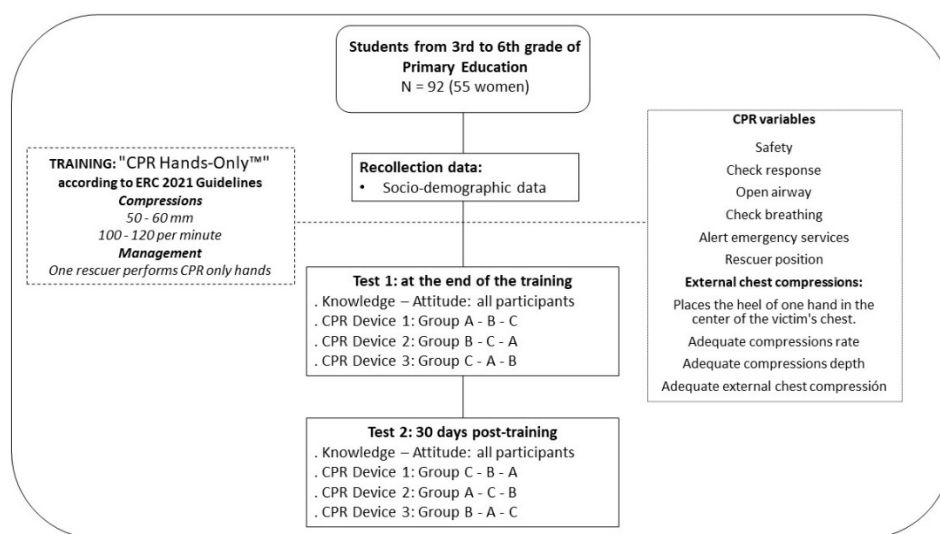 Students from 3rd to 6th grade of
Primary Education
N = 92 (55 women)
TRAINING: "CPR Hands-Only™"
according to ERC 2021 Guidelines
Compressions
50 - 60 mm
100 - 120 per minute
Management
One rescuer performs CPR only hands
Recollection data:
• Socio-demographic data
CPR variables
Safety
Check response
Open airway
Check breathing
Alert emergency services
Rescuer position
External chest compressions:
Places the heel of one hand in the
center of the victim's chest.
Adequate compressions rate
Adequate compressions depth
Adequate external chest compressión
Test 1: at the end of the training
. Knowledge – Attitude: all participants
. CPR Device 1: Group A - B - C
. CPR Device 2: Group B - C - A
. CPR Device 3: Group C - A - B
Test 2: 30 days post-training
. Knowledge – Attitude: all participants
. CPR Device 1: Group C - B - A
. CPR Device 2: Group A - C - B
. CPR Device 3: Group B - A - C